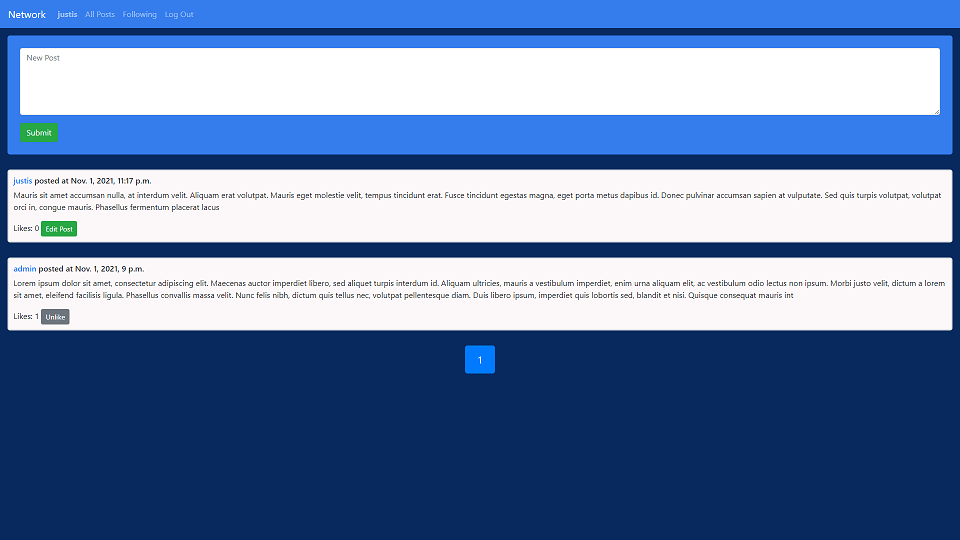 Network justis All Posts Following Log Out
New Post
Submit
justis posted at Nov. 1, 2021, 11:17 p.m.
Mauris sit amet accumsan nulla, at interdum velit. Aliquam erat volutpat. Mauris eget molestie velit, tempus tincidunt erat. Fusce tincidunt egestas magna, eget porta metus dapibus id. Donec pulvinar accumsan sapien at vulputate. Sed quis turpis volutpat, volutpat
orci in, congue mauris. Phasellus fermentum placerat lacus
Likes: 0 Edit Post
admin posted at Nov. 1, 2021, 9 p.m.
Lorem ipsum dolor sit amet, consectetur adipiscing elit. Maecenas auctor imperdiet libero, sed aliquet turpis interdum id. Aliquam ultricies, mauris a vestibulum imperdiet, enim urna aliquam elit, ac vestibulum odio lectus non ipsum. Morbi justo velit, dictum a lorem
sit amet, eleifend facilisis ligula. Phasellus convallis massa velit. Nunc felis nibh, dictum quis tellus nec, volutpat pellentesque diam. Duis libero ipsum, imperdiet quis lobortis sed, blandit et nisi. Quisque consequat mauris int
Likes: 1 Unlike
1